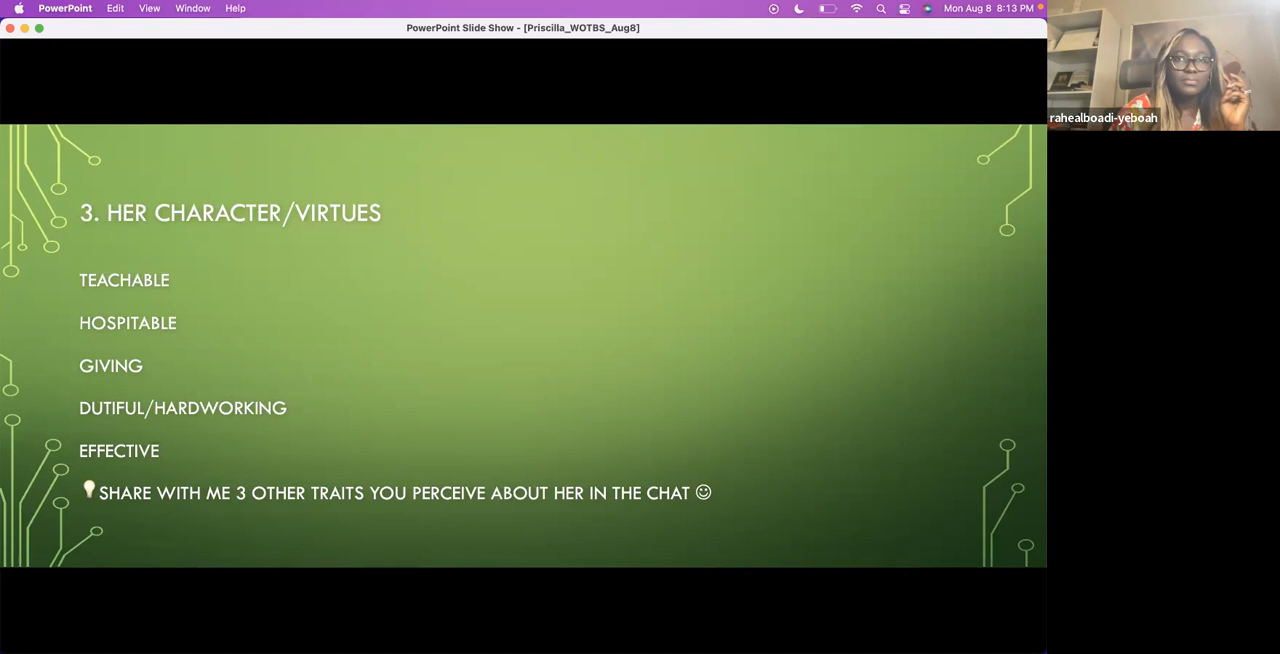 PowerPoint Edit View Window Help Mon Aug 8 8:13 PM
PowerPoint Slide Show - [Priscilla_WOTBS_Aug8]
rahealboadi-yeboah
3. HER CHARACTER/VIRTUES
TEACHABLE
HOSPITABLE
GIVING
DUTIFUL/HARDWORKING
EFFECTIVE
💡SHARE WITH ME 3 OTHER TRAITS YOU PERCEIVE ABOUT HER IN THE CHAT ☺